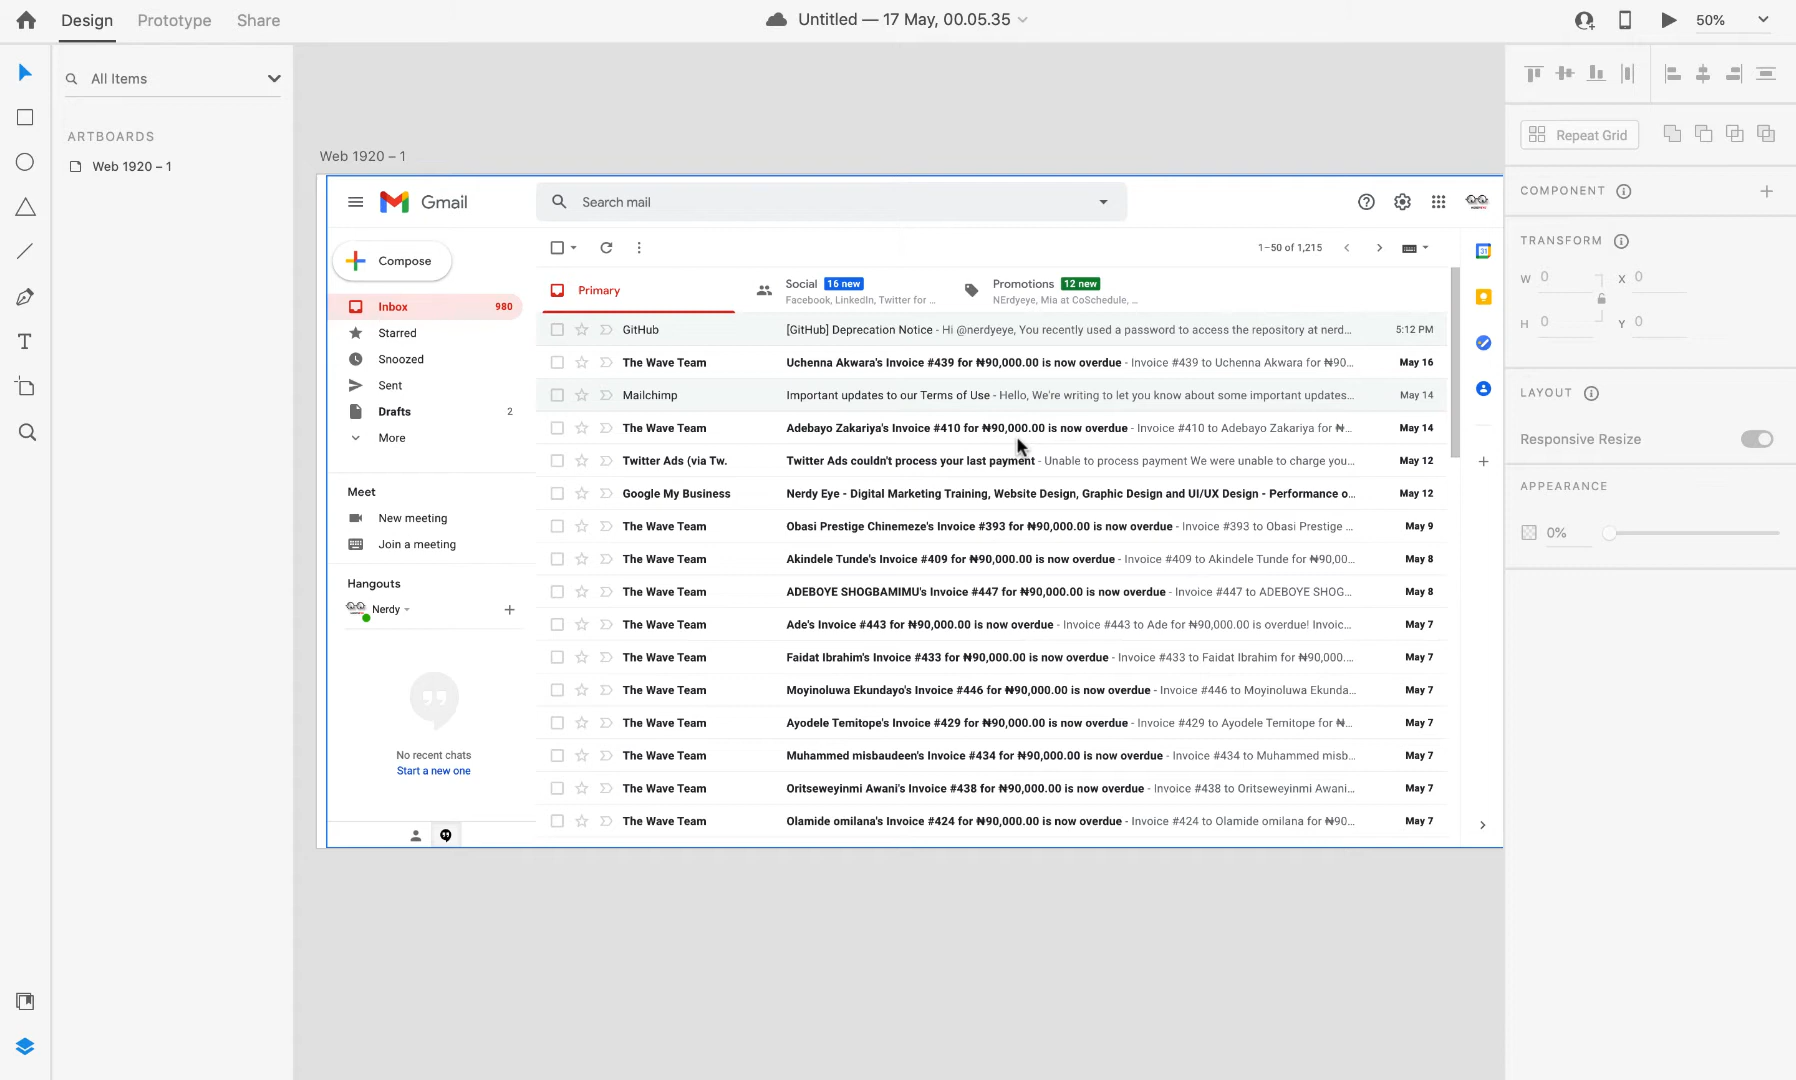 Design Prototype Share
Untitled — 17 May, 00.05.35
50%
All Items
ARTBOARDS
Web 1920 – 1
Web 1920 – 1
Gmail
Search mail
Compose
Inbox 980
Starred
Snoozed
Sent
Drafts 2
More
Meet
New meeting
Join a meeting
Hangouts
Nerdy
No recent chats
Start a new one
1–50 of 1,215
Primary
Social 16 new
Facebook, LinkedIn, Twitter for ...
Promotions 12 new
NErdyeye, Mia at CoSchedule, ...
GitHub [GitHub] Deprecation Notice - Hi @nerdyeye, You recently used a password to access the repository at nerd... 5:12 PM
The Wave Team Uchenna Akwara's Invoice #439 for ₦90,000.00 is now overdue - Invoice #439 to Uchenna Akwara for ₦90... May 16
Mailchimp Important updates to our Terms of Use - Hello, We're writing to let you know about some important updates... May 14
The Wave Team Adebayo Zakariya's Invoice #410 for ₦90,000.00 is now overdue - Invoice #410 to Adebayo Zakariya for ₦... May 14
Twitter Ads (via Tw. Twitter Ads couldn't process your last payment - Unable to process payment We were unable to charge you... May 12
Google My Business Nerdy Eye - Digital Marketing Training, Website Design, Graphic Design and UI/UX Design - Performance o... May 12
The Wave Team Obasi Prestige Chinemeze's Invoice #393 for ₦90,000.00 is now overdue - Invoice #393 to Obasi Prestige ... May 9
The Wave Team Akindele Tunde's Invoice #409 for ₦90,000.00 is now overdue - Invoice #409 to Akindele Tunde for ₦90,00... May 8
The Wave Team ADEBOYE SHOGBAMIMU's Invoice #447 for ₦90,000.00 is now overdue - Invoice #447 to ADEBOYE SHOG... May 8
The Wave Team Ade's Invoice #443 for ₦90,000.00 is now overdue - Invoice #443 to Ade for ₦90,000.00 is overdue! Invoic... May 7
The Wave Team Faidat Ibrahim's Invoice #433 for ₦90,000.00 is now overdue - Invoice #433 to Faidat Ibrahim for ₦90,000.... May 7
The Wave Team Moyinoluwa Ekundayo's Invoice #446 for ₦90,000.00 is now overdue - Invoice #446 to Moyinoluwa Ekunda... May 7
The Wave Team Ayodele Temitope's Invoice #429 for ₦90,000.00 is now overdue - Invoice #429 to Ayodele Temitope for ₦... May 7
The Wave Team Muhammed misbaudeen's Invoice #434 for ₦90,000.00 is now overdue - Invoice #434 to Muhammed misb... May 7
The Wave Team Oritseweyinmi Awani's Invoice #438 for ₦90,000.00 is now overdue - Invoice #438 to Oritseweyinmi Awani... May 7
The Wave Team Olamide omilana's Invoice #424 for ₦90,000.00 is now overdue - Invoice #424 to Olamide omilana for ₦90... May 7
31
Repeat Grid
COMPONENT
TRANSFORM
W 0 X 0
H 0 Y 0
LAYOUT
Responsive Resize
APPEARANCE
0%